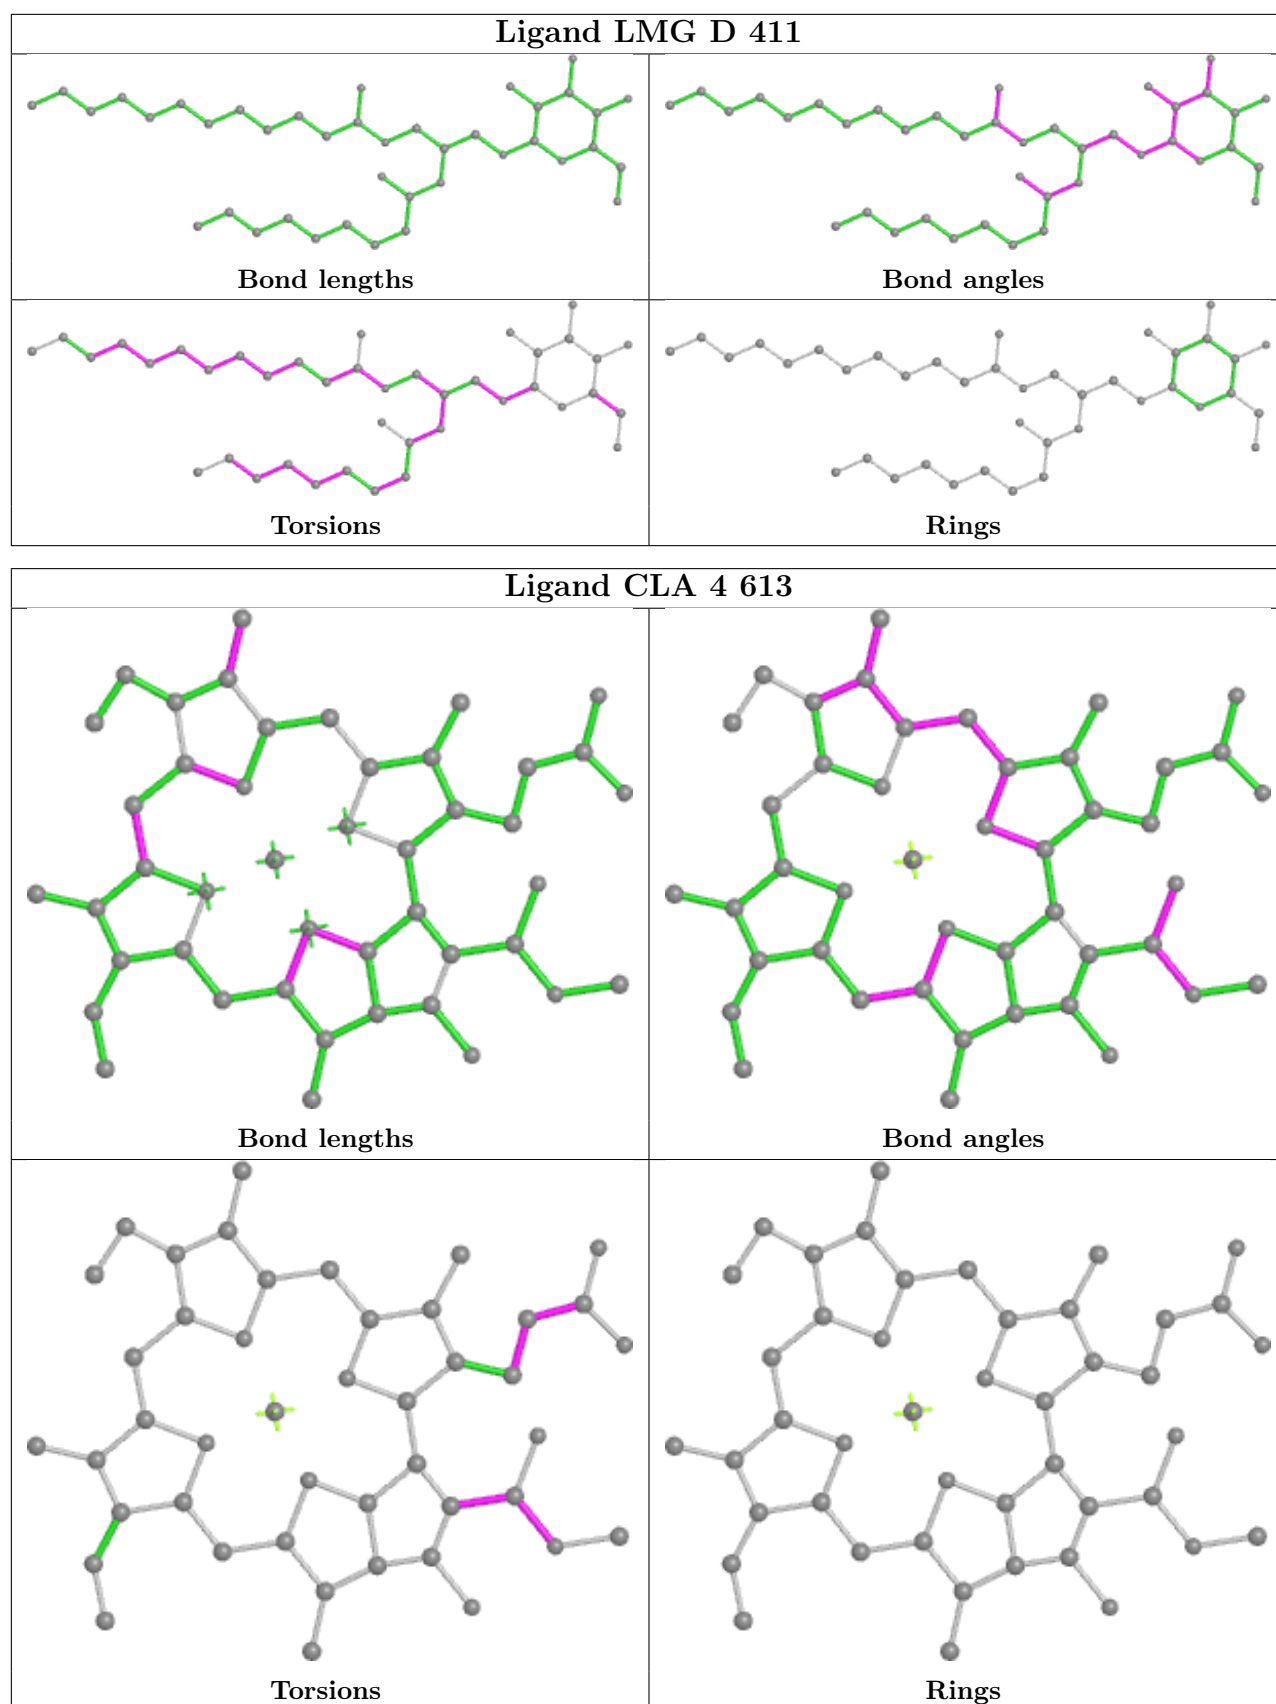 Ligand LMG D 411
Bond lengths
Bond angles
Torsions
Rings
Ligand CLA 4 613
Bond lengths
Bond angles
Torsions
Rings